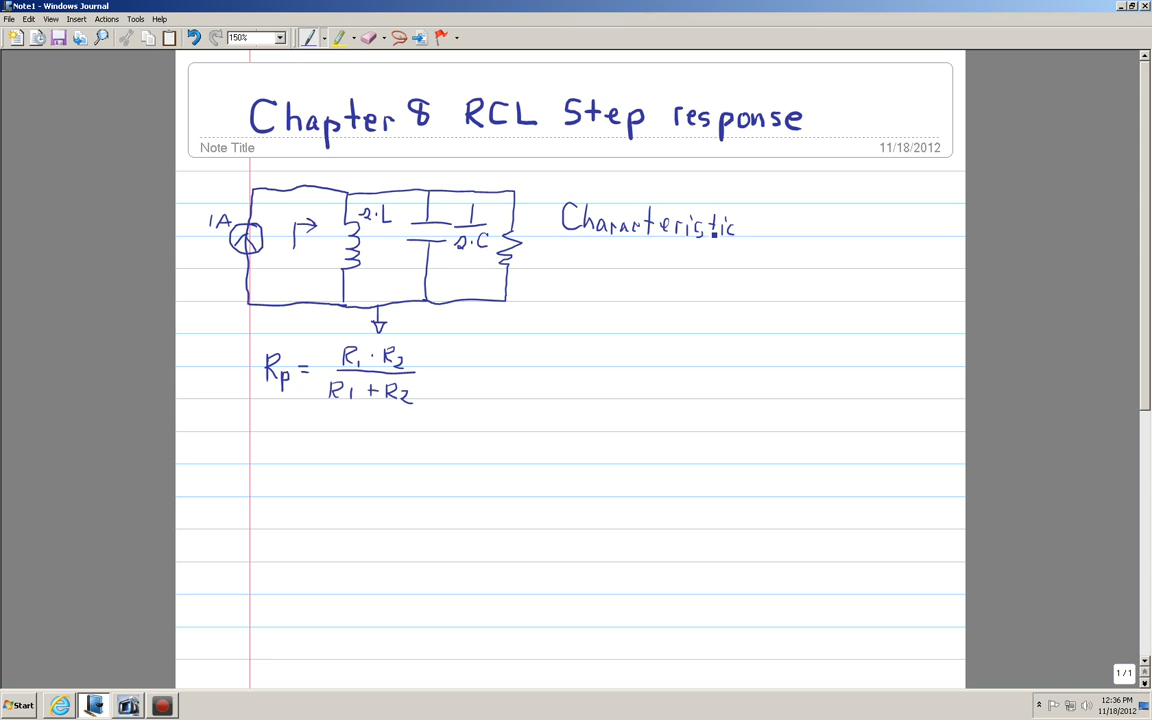 Note1 - Windows Journal
File Edit View Insert Actions Tools Help
150%
Chapter 8 RCL Step response
Note Title
11/18/2012
1A
2.L
1
2.C
Characteristic
Rp = R1 · R2
R1 + R2
1/1
Start
12:36 PM
11/18/2012